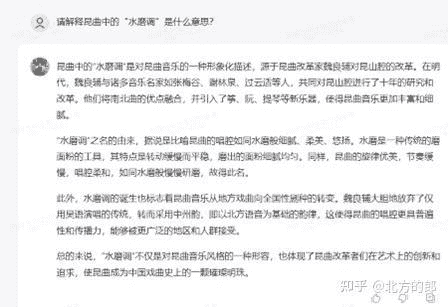 请解释昆曲中的“水磨调”是什么意思?
昆曲中的“水磨调”是对昆曲音乐的一种形象化描述，源于昆曲改革家魏良辅对昆山腔的改革。在明
代，魏良辅与诸多音乐名家如张梅谷、谢林泉、过云适等人，共同对昆山腔进行了十年的研究和
改革。他们将南北曲的优点融合，并引入了筝、阮、提琴等新乐器，使得昆曲音乐更加丰富和细
腻。
“水磨调”之名的由来，据说是比喻昆曲的唱腔如同水磨般细腻、柔美、悠扬。水磨是一种传统的磨
面粉的工具，其特点是转动缓慢而平稳，磨出的面粉细腻均匀。同样，昆曲的旋律优美，节奏缓
慢，唱腔柔和，如同水磨慢慢研磨，故得此名。
此外，水磨调的诞生也标志着昆曲音乐从地方戏曲向全国性剧种的转变。魏良辅大胆地放弃了仅
用吴语演唱的传统，转而采用中州韵，即以北方语音为基础的韵律，这使得昆曲的唱腔更具普遍
性和传播力，能够被更广泛的地区和人群接受。
总的来说，“水磨调”不仅是对昆曲音乐风格的一种形容，也体现了昆曲改革者们在艺术上的创新和
追求，使昆曲成为中国戏曲史上的一颗璀璨明珠。
知乎 @北方的郎